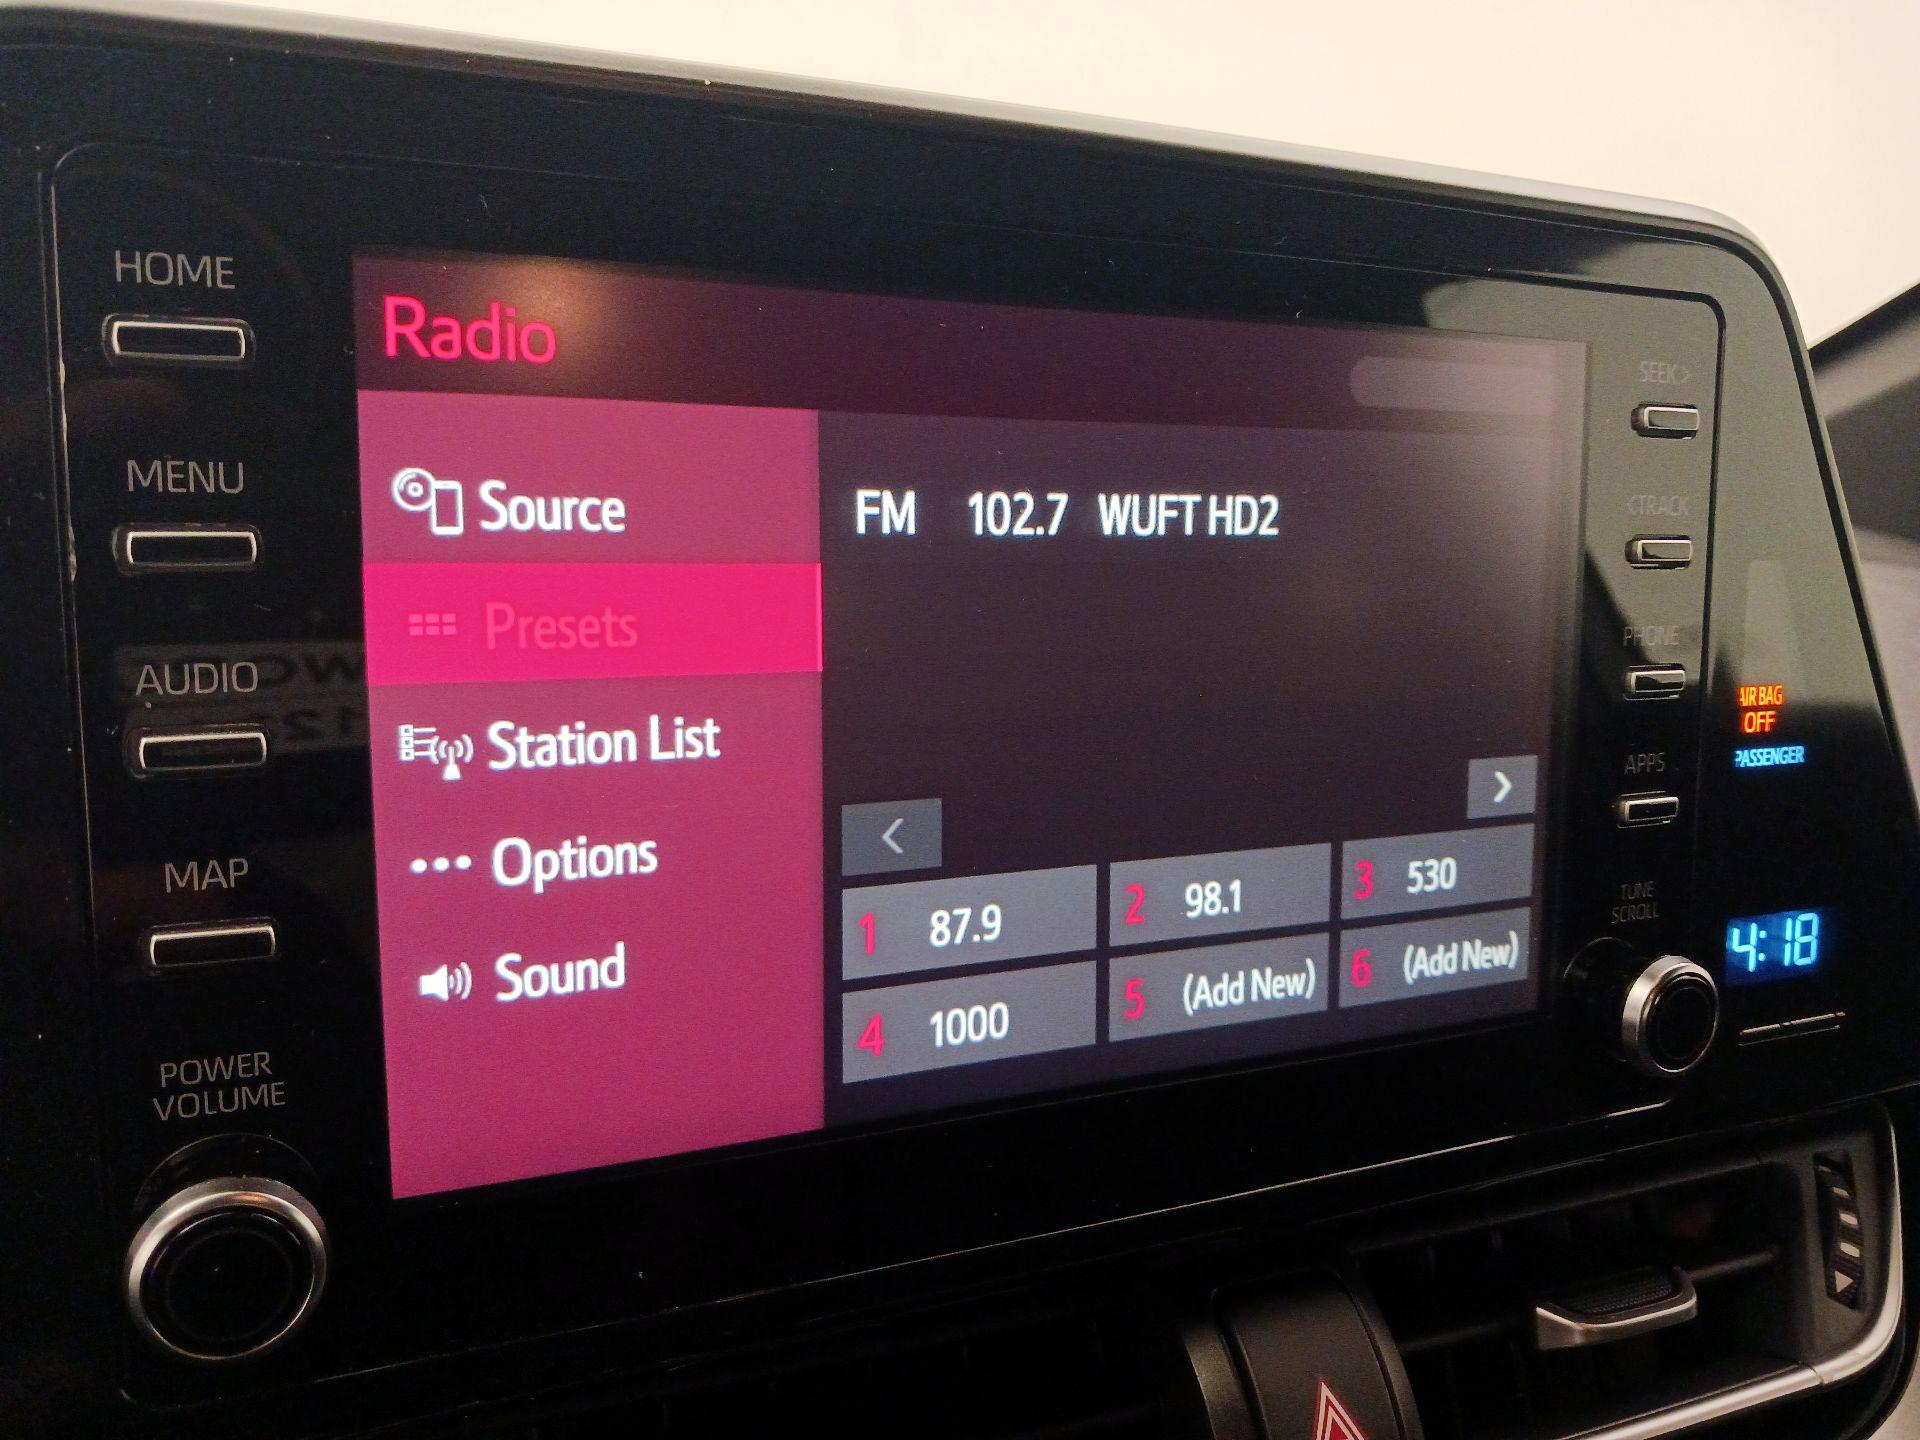 HOME
Radio
SEEK>
MENU
Source
FM 102.7 WUFT HD2
<TRACK
Presets
PHONE
AIR BAG
OFF
PASSENGER
AUDIO
Station List
APPS
MAP
Options
<
>
1 87.9
2 98.1
3 530
TUNE
SCROLL
4:18
Sound
4 1000
5 (Add New)
6 (Add New)
POWER
VOLUME